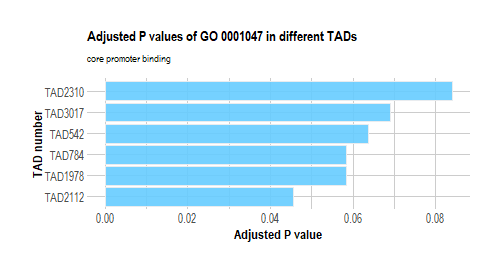 Adjusted P values of GO 0001047 in different TADs
core promoter binding
TAD number
TAD2310
TAD3017
TAD542
TAD784
TAD1978
TAD2112
0.00 0.02 0.04 0.06 0.08
Adjusted P value